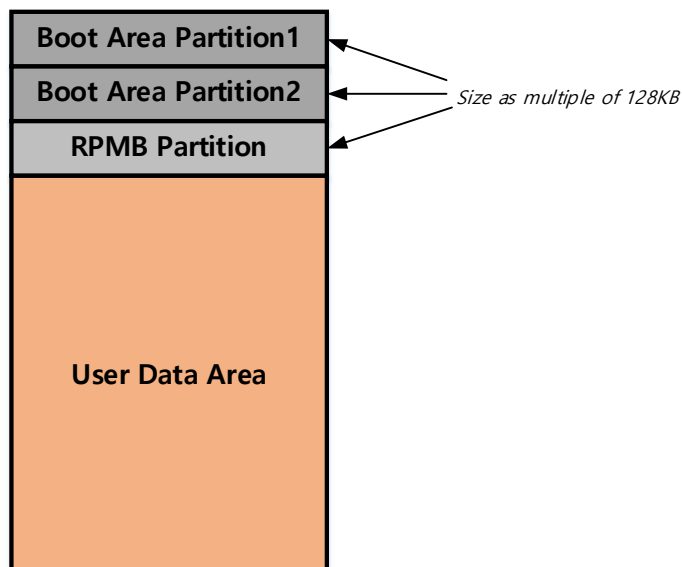 Boot Area Partition1
Boot Area Partition2
Size as multiple of 128KB
RPMB Partition
User Data Area